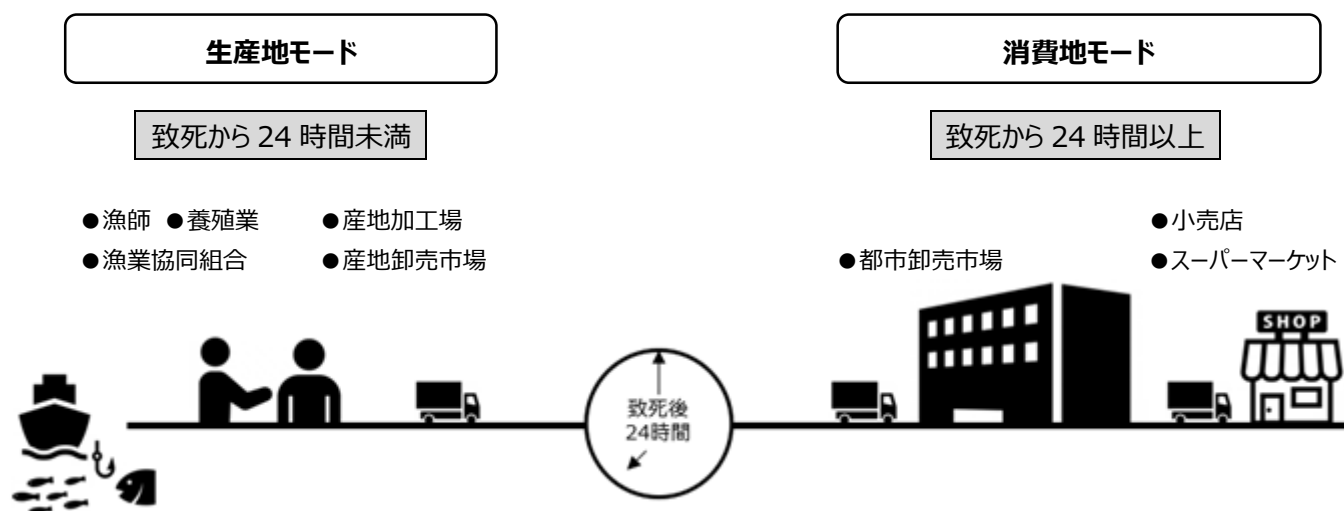 生産地モード
消費地モード
致死から 24 時間未満
致死から 24 時間以上
●漁師 ●養殖業 ●産地加工場
●漁業協同組合 ●産地卸売市場
●小売店
●都市卸売市場 ●スーパーマーケット
SHOP
致死後
24時間